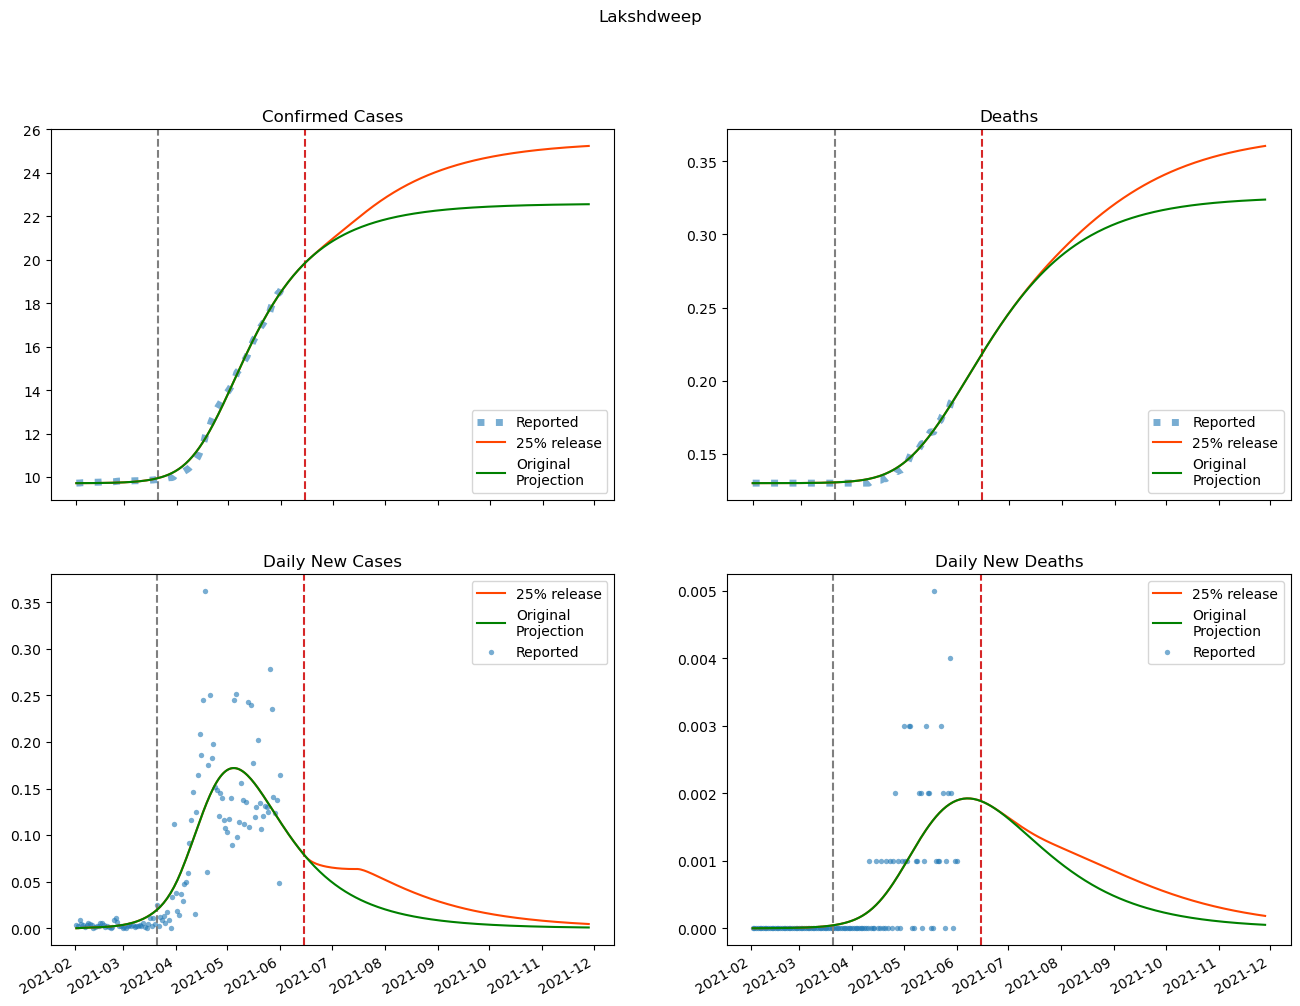 Lakshdweep
Confirmed Cases
26
24
22
20
18
16
14
12
10
Reported
25% release
Original
Projection
Deaths
0.35
0.30
0.25
0.20
0.15
Reported
25% release
Original
Projection
Daily New Cases
0.35
0.30
0.25
0.20
0.15
0.10
0.05
0.00
25% release
Original
Projection
Reported
2021-02
2021-03
2021-04
2021-05
2021-06
2021-07
2021-08
2021-09
2021-10
2021-11
2021-12
Daily New Deaths
0.005
0.004
0.003
0.002
0.001
0.000
25% release
Original
Projection
Reported
2021-02
2021-03
2021-04
2021-05
2021-06
2021-07
2021-08
2021-09
2021-10
2021-11
2021-12